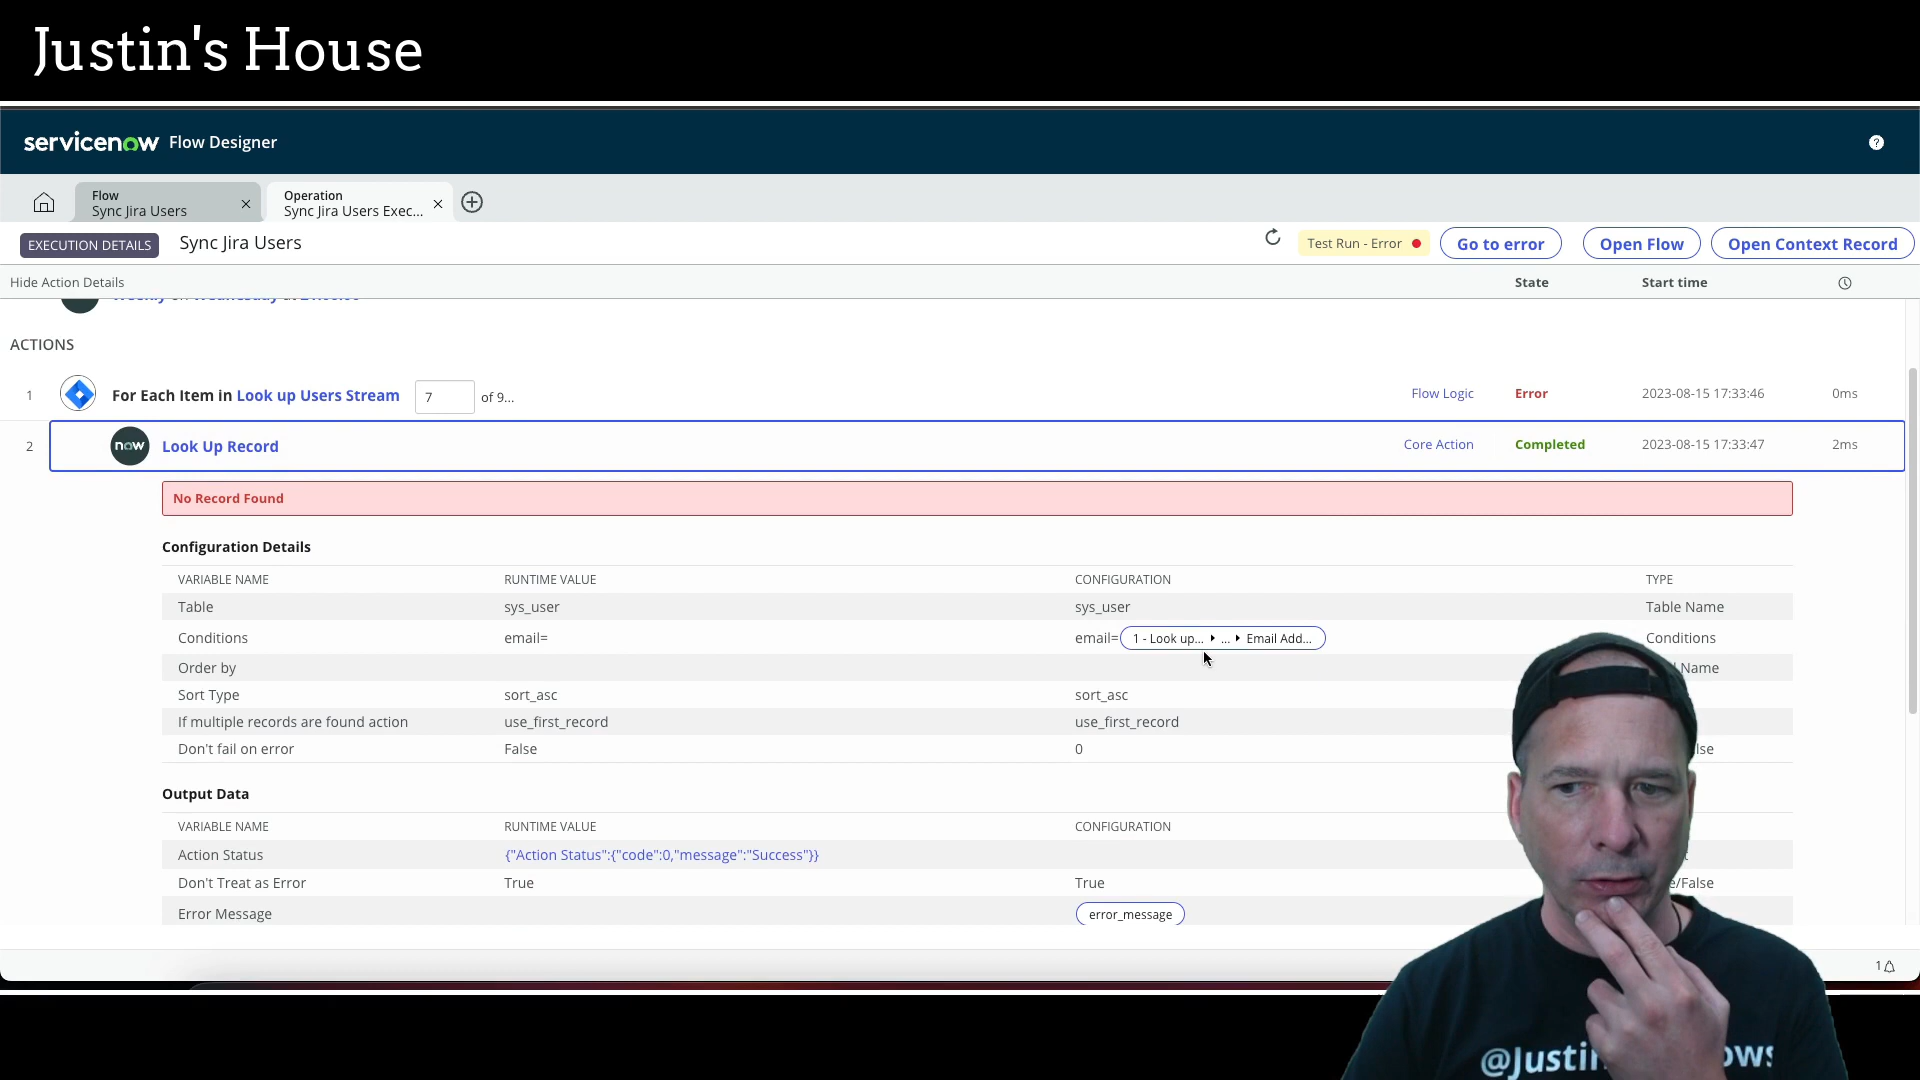 Justin's House
servicenow Flow Designer
Flow
Sync Jira Users
Operation
Sync Jira Users Exec...
EXECUTION DETAILS Sync Jira Users Test Run - Error Go to error Open Flow Open Context Record
Hide Action Details State Start time
ACTIONS
1 For Each Item in Look up Users Stream 7 of 9... Flow Logic Error 2023-08-15 17:33:46 0ms
2 now Look Up Record Core Action Completed 2023-08-15 17:33:47 2ms
No Record Found
Configuration Details
VARIABLE NAME RUNTIME VALUE CONFIGURATION TYPE
Table sys_user sys_user Table Name
Conditions email= email= 1 - Look up... ... Email Add... Conditions
Order by Name
Sort Type sort_asc sort_asc
If multiple records are found action use_first_record use_first_record
Don't fail on error False 0
Output Data
VARIABLE NAME RUNTIME VALUE CONFIGURATION
Action Status {"Action Status":{"code":0,"message":"Success"}}
Don't Treat as Error True True /False
Error Message error_message
1